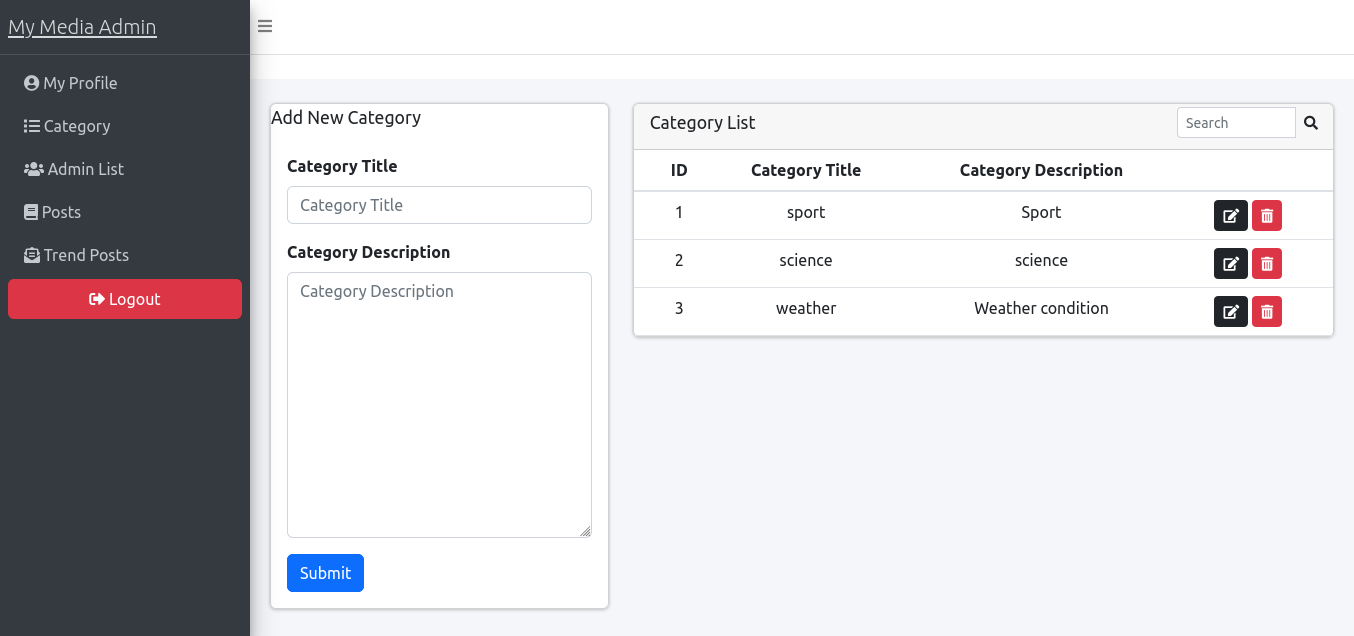 My Media Admin
My Profile
Category
Admin List
Posts
Trend Posts
Logout
Add New Category
Category Title
Category Title
Category Description
Category Description
Submit
Category List
Search
ID Category Title Category Description
1 sport Sport
2 science science
3 weather Weather condition